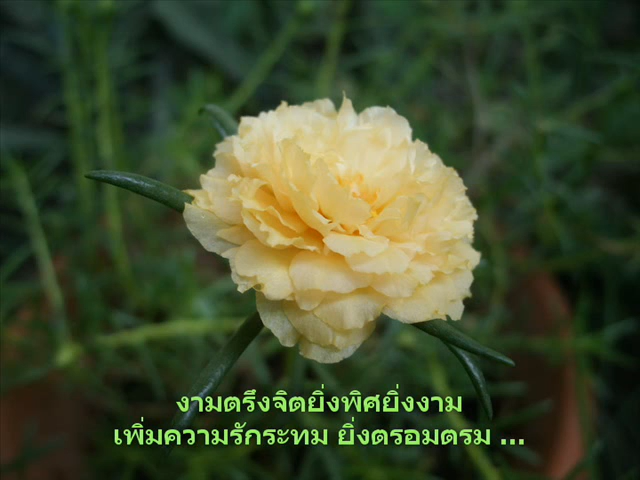 งามตรึงจิตยิ่งพิศยิ่งงาม
เพิ่มความรักระทม ยิ่งตรอมตรม ...